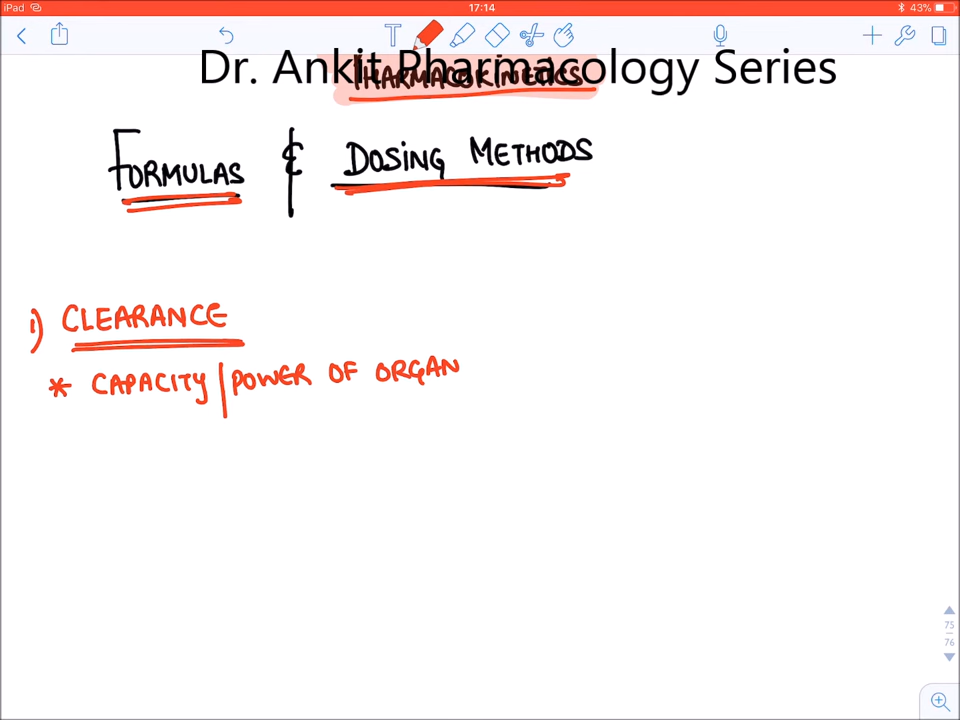 iPad 17:14 43%
T
Dr. Ankit Pharmacology Series
PHARMACOKINETICS
FORMULAS & DOSING METHODS
1) CLEARANCE
* CAPACITY/POWER OF ORGAN
75
76